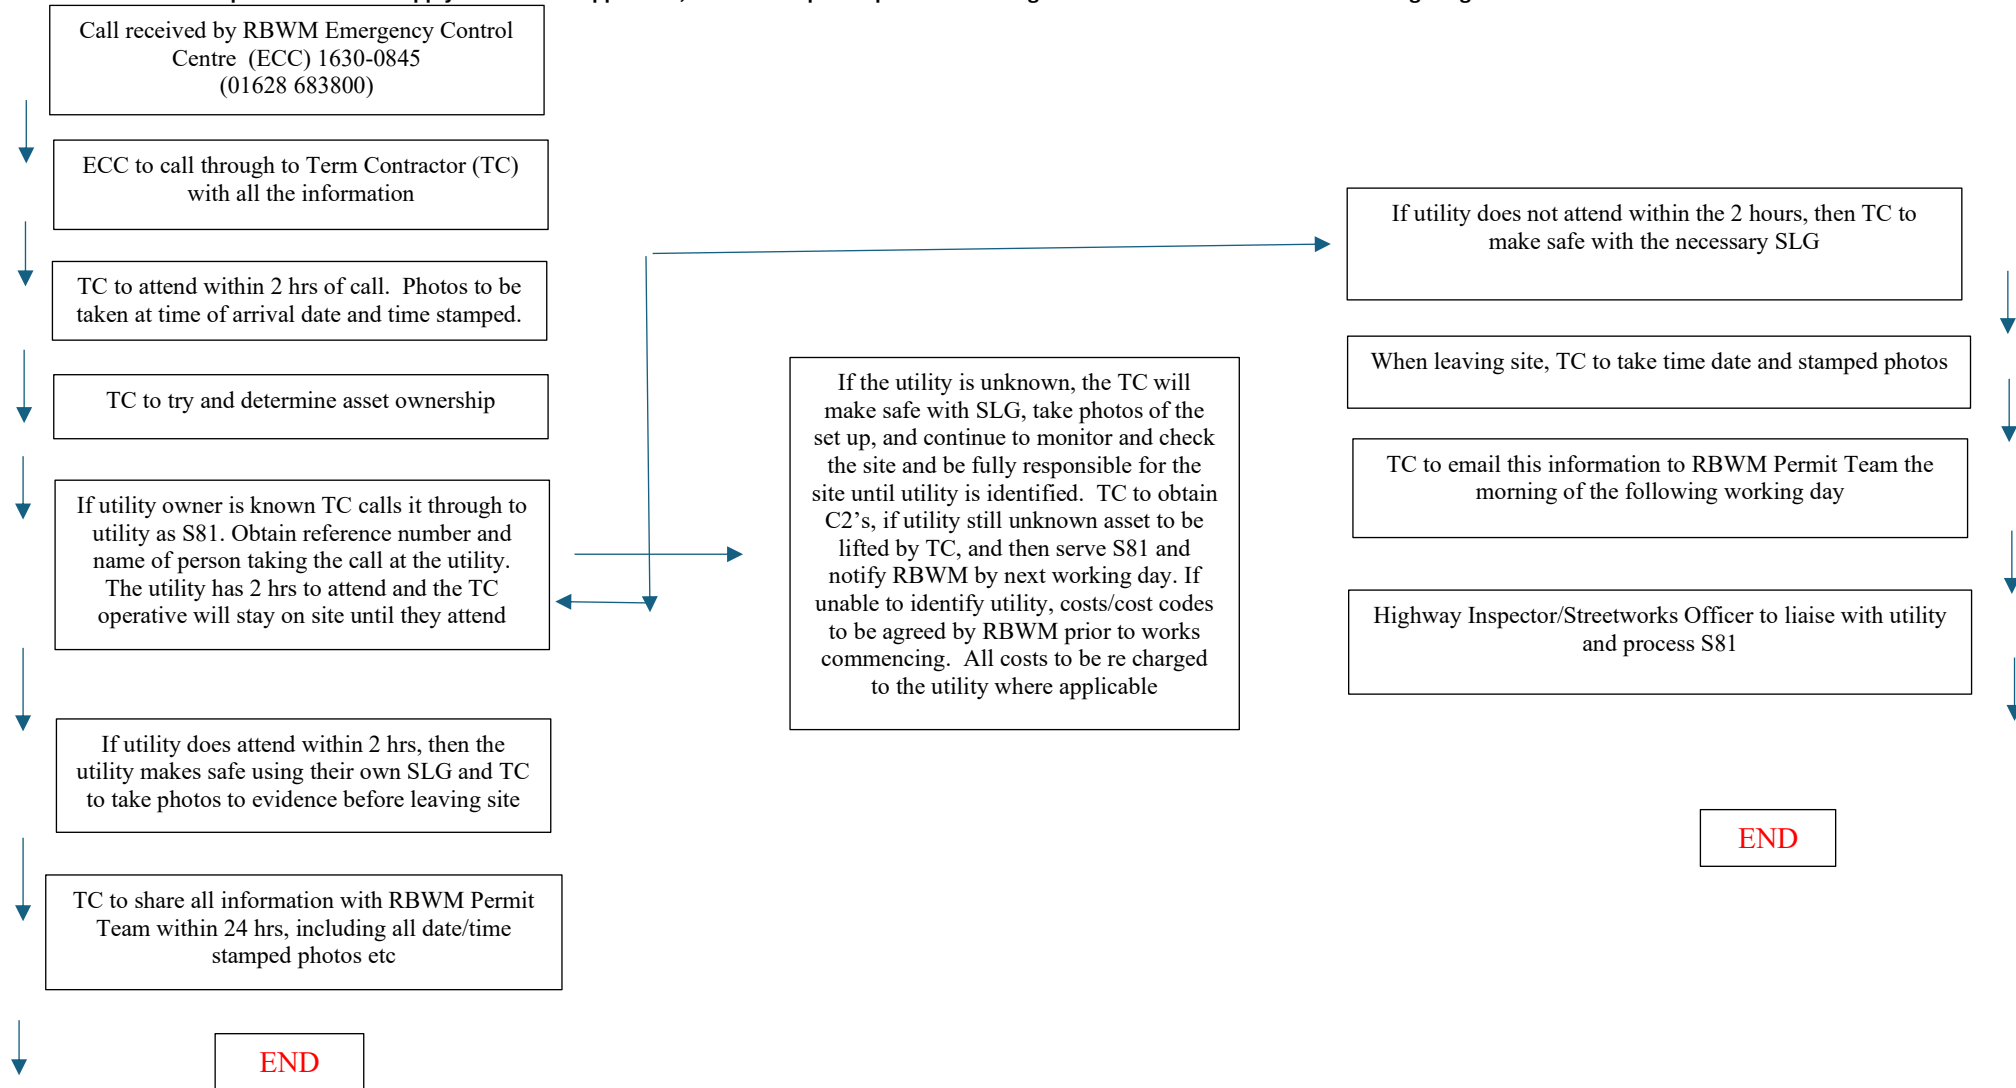 Call received by RBWM Emergency Control
Centre (ECC) 1630-0845
(01628 683800)
ECC to call through to Term Contractor (TC)
with all the information
TC to attend within 2 hrs of call. Photos to be
taken at time of arrival date and time stamped.
TC to try and determine asset ownership
If utility owner is known TC calls it through to
utility as S81. Obtain reference number and
name of person taking the call at the utility.
The utility has 2 hrs to attend and the TC
operative will stay on site until they attend
If utility does attend within 2 hrs, then the
utility makes safe using their own SLG and TC
to take photos to evidence before leaving site
TC to share all information with RBWM Permit
Team within 24 hrs, including all date/time
stamped photos etc
END
If the utility is unknown, the TC will
make safe with SLG, take photos of the
set up, and continue to monitor and check
the site and be fully responsible for the
site until utility is identified. TC to obtain
C2’s, if utility still unknown asset to be
lifted by TC, and then serve S81 and
notify RBWM by next working day. If
unable to identify utility, costs/cost codes
to be agreed by RBWM prior to works
commencing. All costs to be re charged
to the utility where applicable
If utility does not attend within the 2 hours, then TC to
make safe with the necessary SLG
When leaving site, TC to take time date and stamped photos
TC to email this information to RBWM Permit Team the
morning of the following working day
Highway Inspector/Streetworks Officer to liaise with utility
and process S81
END